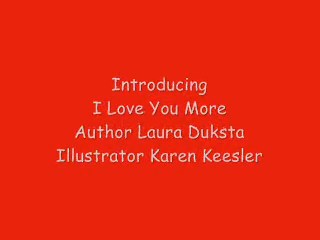 Introducing
I Love You More
Author Laura Duksta
Illustrator Karen Keesler